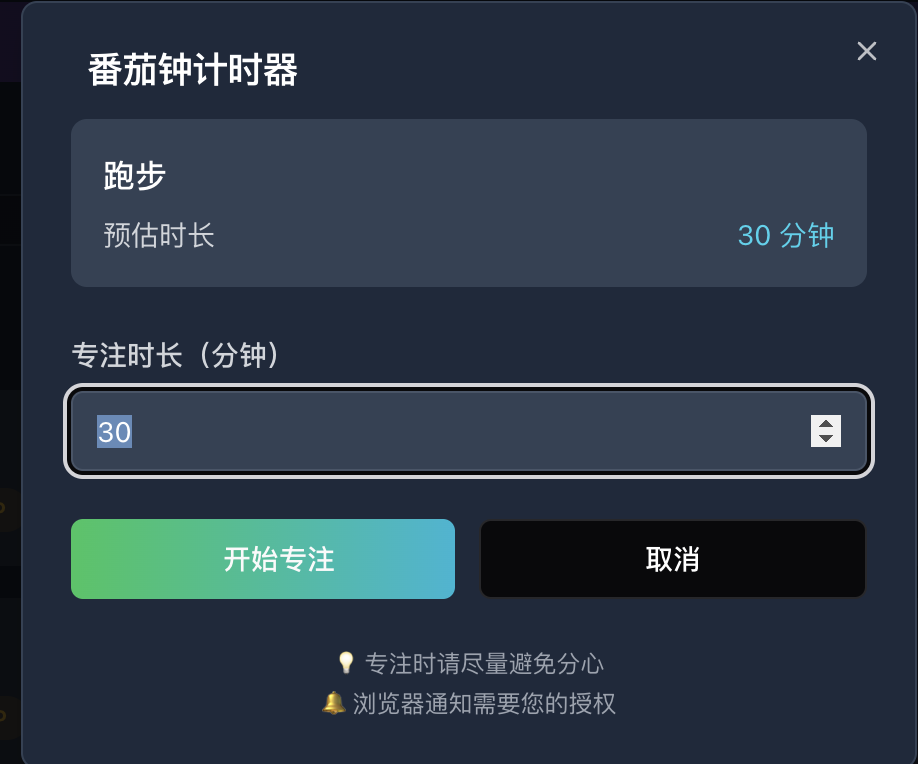 番茄钟计时器
跑步
预估时长 30 分钟
专注时长（分钟）
30
开始专注 取消
💡 专注时请尽量避免分心
🔔 浏览器通知需要您的授权